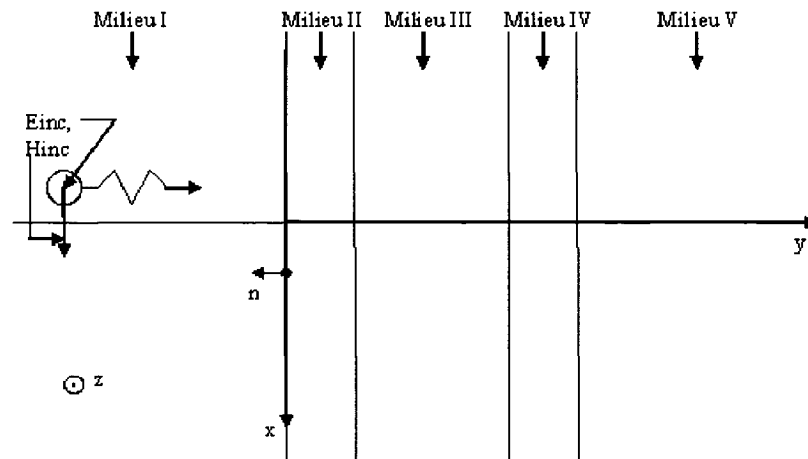 Milieu I
Milieu II
Milieu III
Milieu IV
Milieu V
Einc,
Hinc
y
n
z
x